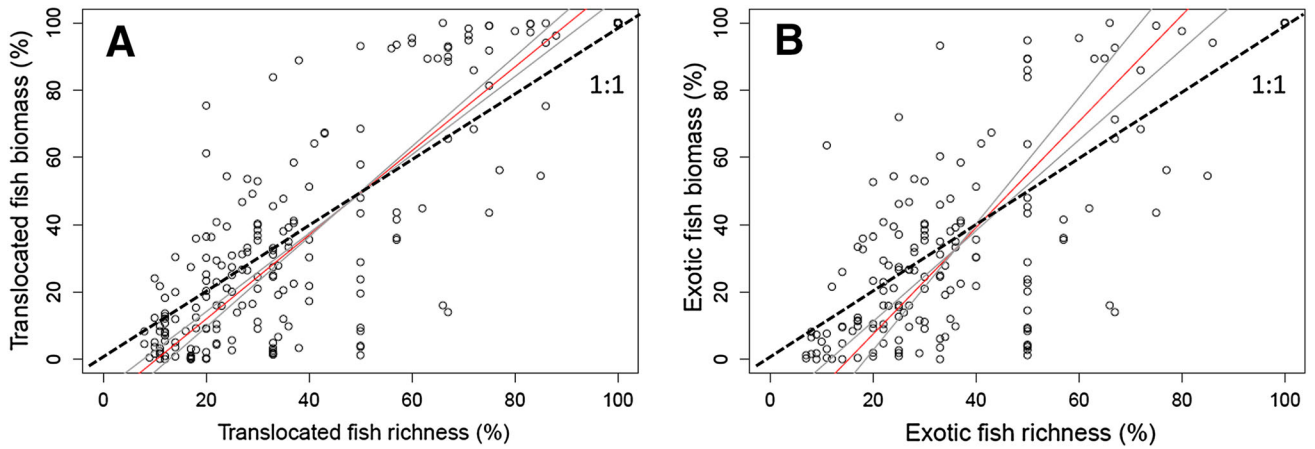 A
1:1
Translocated fish biomass (%)
0 20 40 60 80 100
0 20 40 60 80 100
Translocated fish richness (%)
B
1:1
Exotic fish biomass (%)
0 20 40 60 80 100
0 20 40 60 80 100
Exotic fish richness (%)